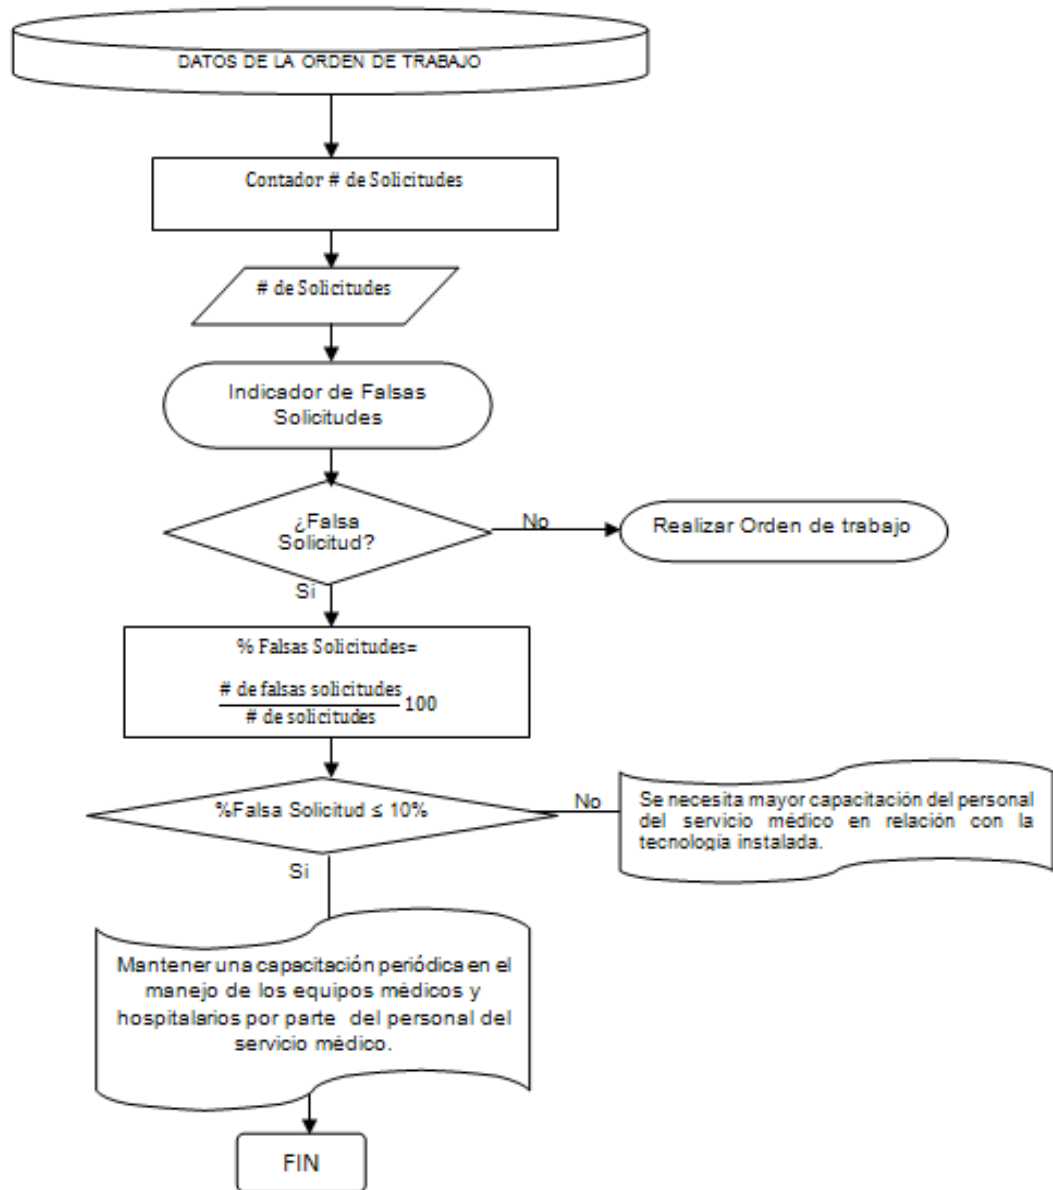 DATOS DE LA ORDEN DE TRABAJO
Contador # de Solicitudes
# de Solicitudes
Indicador de Falsas
Solicitudes
¿Falsa
Solicitud?
No
Realizar Orden de trabajo
Si
% Falsas Solicitudes=
# de falsas solicitudes
100
# de solicitudes
%Falsa Solicitud ≤ 10%
No
Se necesita mayor capacitación del personal
del servicio médico en relación con la
tecnología instalada.
Si
Mantener una capacitación periódica en el
manejo de los equipos médicos y
hospitalarios por parte del personal del
servicio médico.
FIN